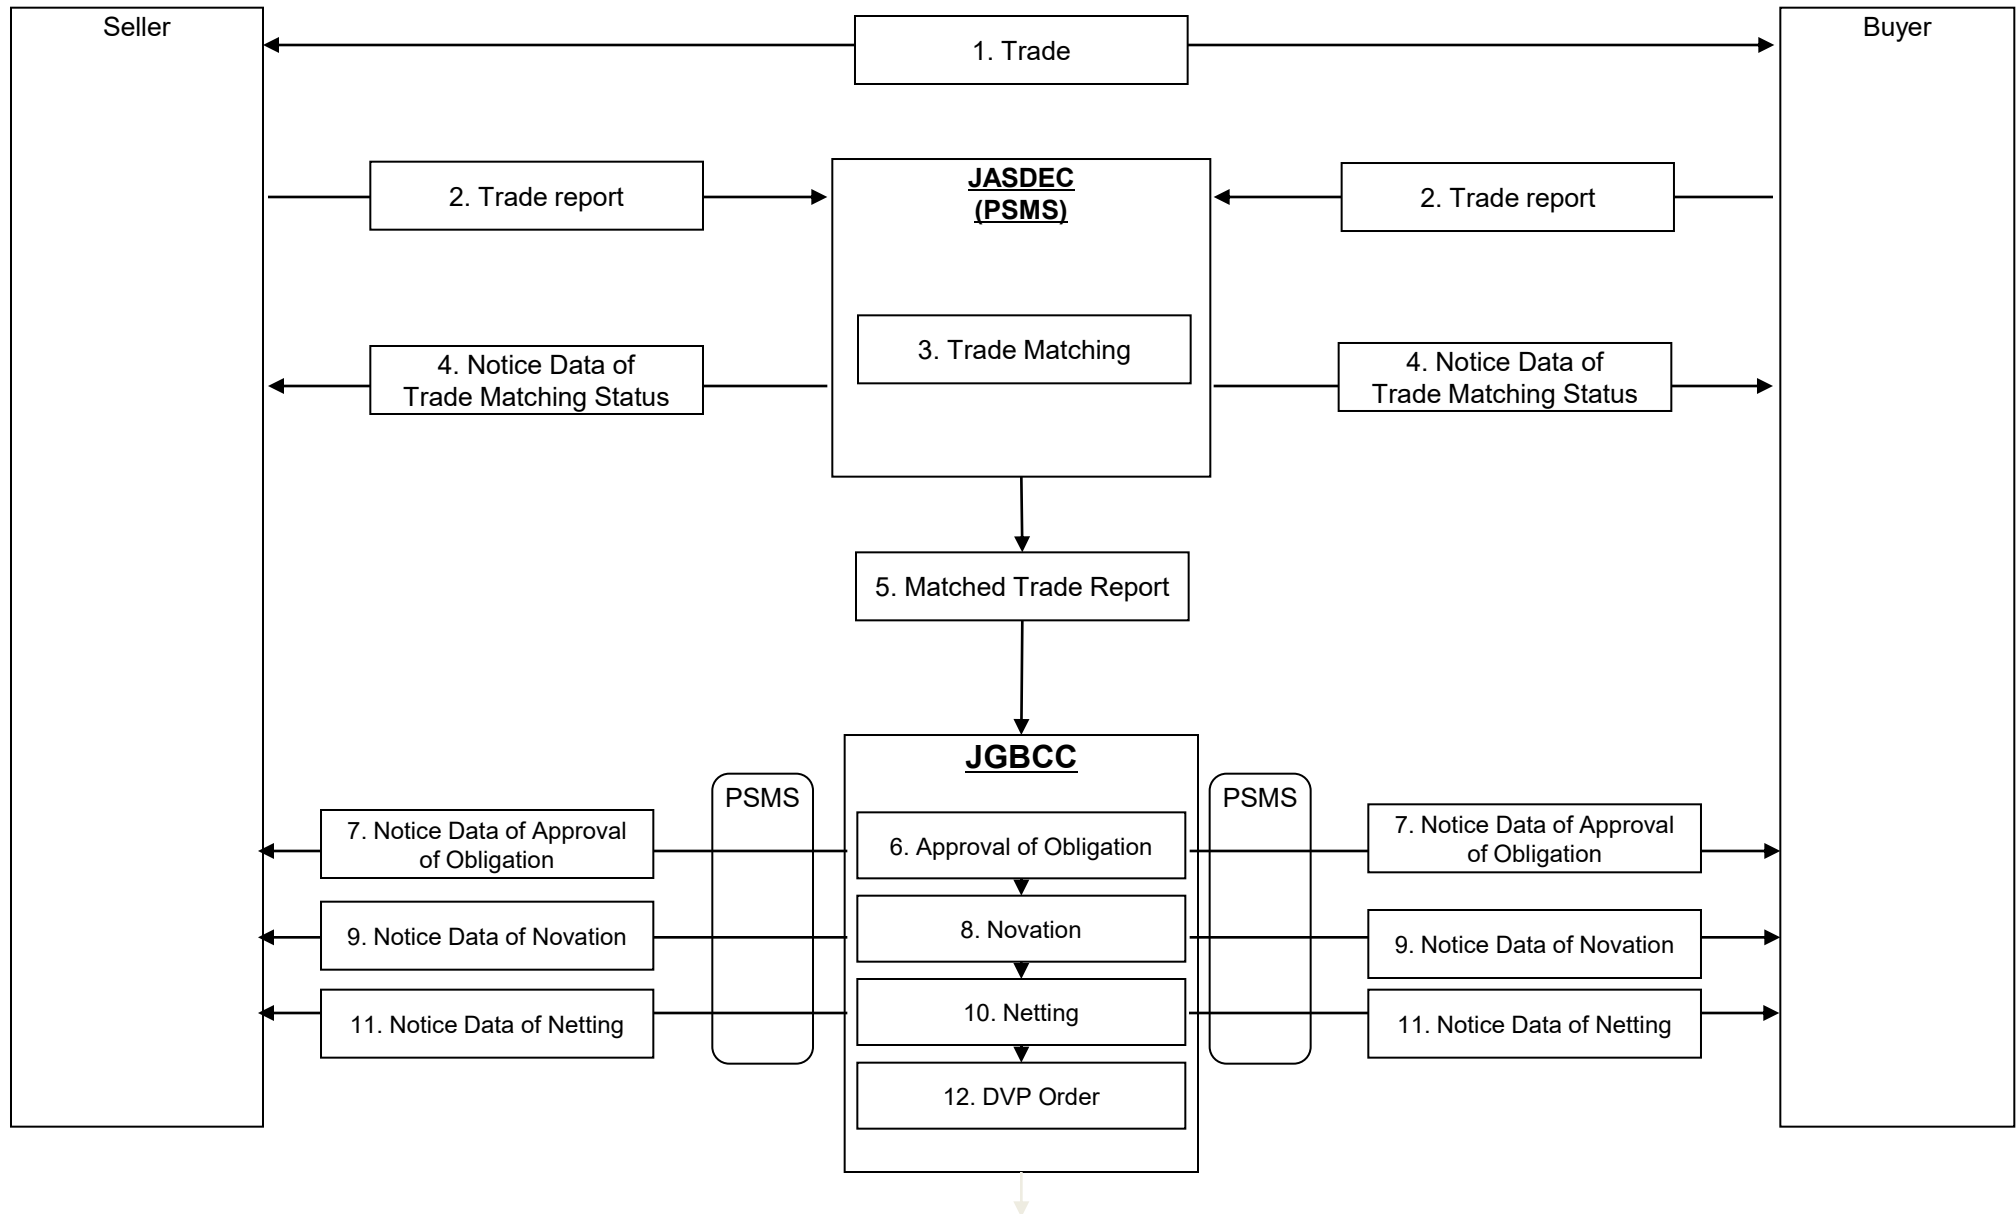 Seller
1. Trade
Buyer
2. Trade report
JASDEC
(PSMS)
2. Trade report
3. Trade Matching
4. Notice Data of
Trade Matching Status
4. Notice Data of
Trade Matching Status
5. Matched Trade Report
JGBCC
PSMS
PSMS
7. Notice Data of Approval
of Obligation
6. Approval of Obligation
7. Notice Data of Approval
of Obligation
9. Notice Data of Novation
8. Novation
9. Notice Data of Novation
11. Notice Data of Netting
10. Netting
11. Notice Data of Netting
12. DVP Order